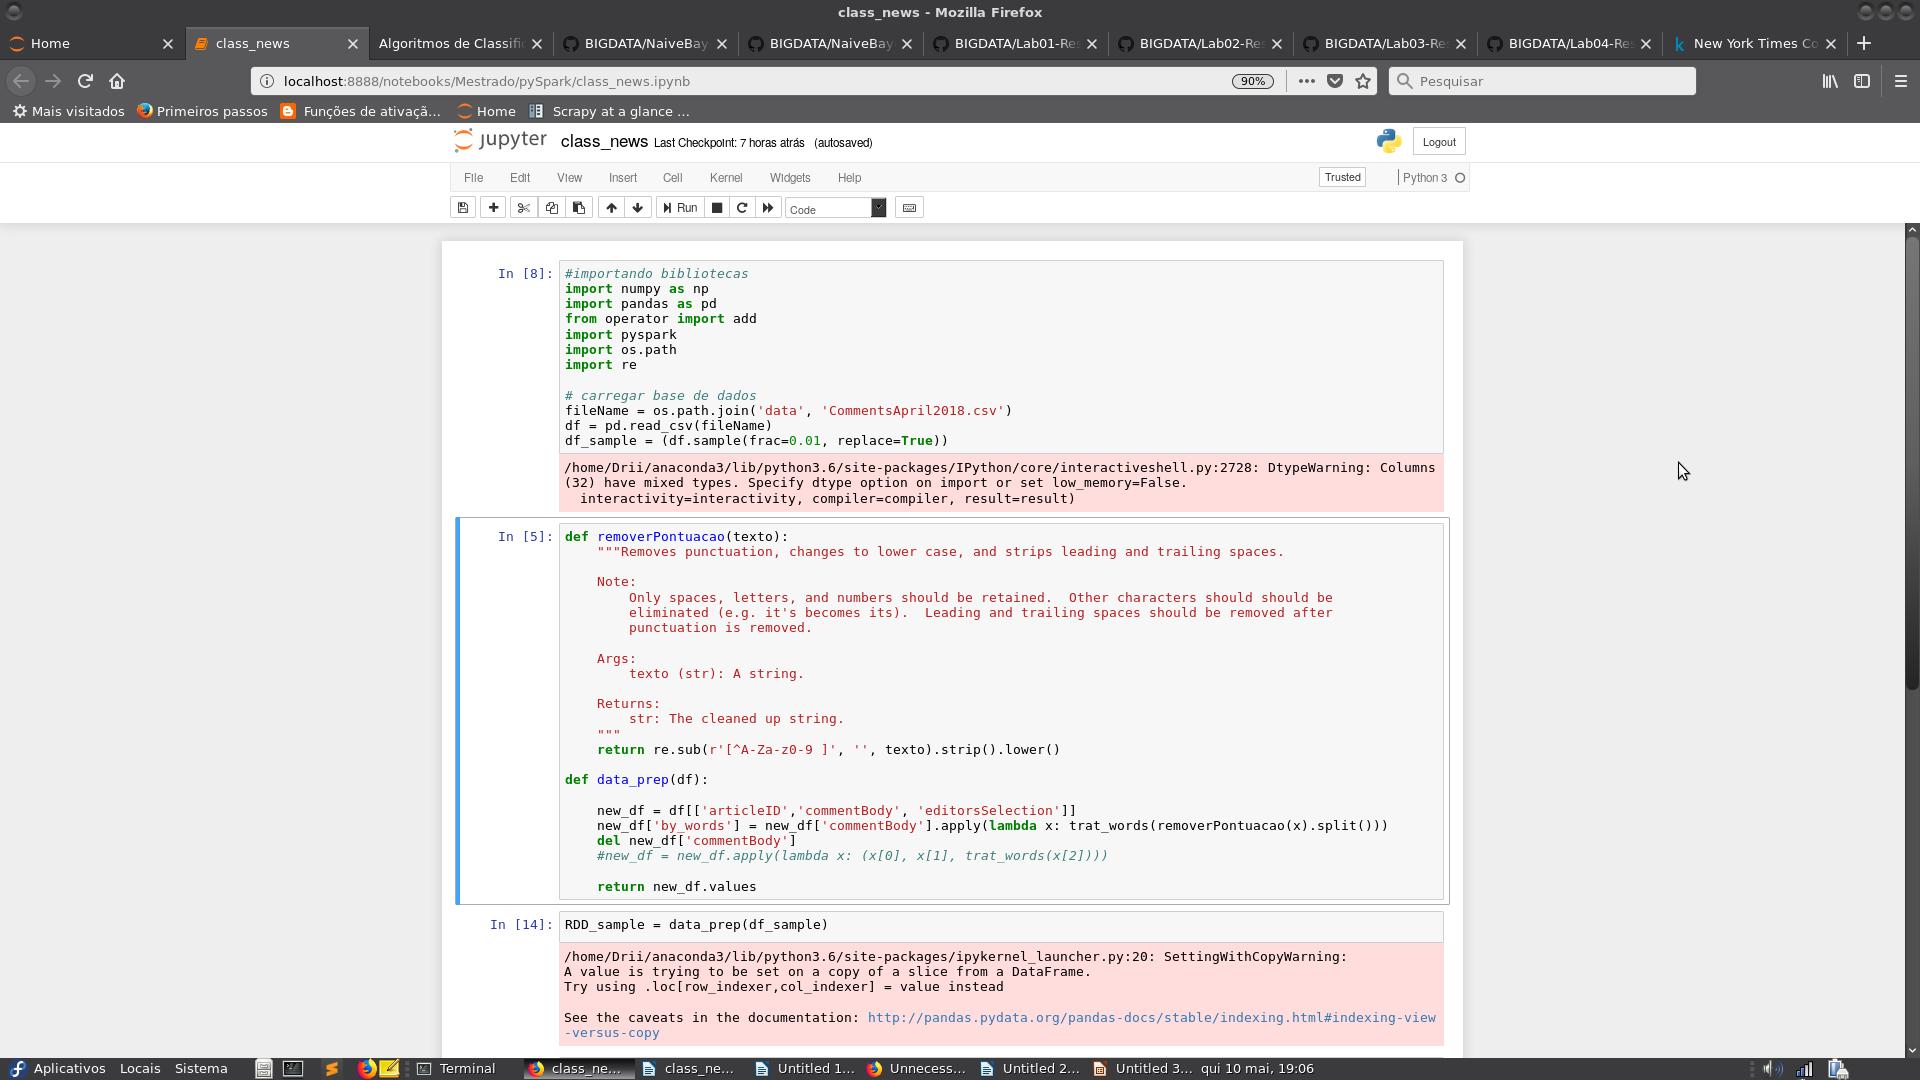 class_news - Mozilla Firefox
Home
class_news
Algoritmos de Classifi
BIGDATA/NaiveBay
BIGDATA/NaiveBay
BIGDATA/Lab01-Re
BIGDATA/Lab02-Re
BIGDATA/Lab03-Re
BIGDATA/Lab04-Re
New York Times Co
localhost:8888/notebooks/Mestrado/pySpark/class_news.ipynb
90%
Pesquisar
Mais visitados
Primeiros passos
Funções de ativaçã...
Home
Scrapy at a glance ...
jupyter
class_news Last Checkpoint: 7 horas atrás (autosaved)
Logout
File Edit View Insert Cell Kernel Widgets Help
Trusted
Python 3
Run
Code
In [8]:
#importando bibliotecas
import numpy as np
import pandas as pd
from operator import add
import pyspark
import os.path
import re
# carregar base de dados
fileName = os.path.join('data', 'CommentsApril2018.csv')
df = pd.read_csv(fileName)
df_sample = (df.sample(frac=0.01, replace=True))
/home/Drii/anaconda3/lib/python3.6/site-packages/IPython/core/interactiveshell.py:2728: DtypeWarning: Columns
(32) have mixed types. Specify dtype option on import or set low_memory=False.
interactivity=interactivity, compiler=compiler, result=result)
In [5]:
def removerPontuacao(texto):
"""Removes punctuation, changes to lower case, and strips leading and trailing spaces.
Note:
Only spaces, letters, and numbers should be retained.  Other characters should should be
eliminated (e.g. it's becomes its).  Leading and trailing spaces should be removed after
punctuation is removed.
Args:
texto (str): A string.
Returns:
str: The cleaned up string.
"""
return re.sub(r'[^A-Za-z0-9 ]', '', texto).strip().lower()
def data_prep(df):
new_df = df[['articleID','commentBody', 'editorsSelection']]
new_df['by_words'] = new_df['commentBody'].apply(lambda x: trat_words(removerPontuacao(x).split()))
del new_df['commentBody']
#new_df = new_df.apply(lambda x: (x[0], x[1], trat_words(x[2])))
return new_df.values
In [14]:
RDD_sample = data_prep(df_sample)
/home/Drii/anaconda3/lib/python3.6/site-packages/ipykernel_launcher.py:20: SettingWithCopyWarning:
A value is trying to be set on a copy of a slice from a DataFrame.
Try using .loc[row_indexer,col_indexer] = value instead
See the caveats in the documentation: http://pandas.pydata.org/pandas-docs/stable/indexing.html#indexing-view
-versus-copy
Aplicativos
Locais
Sistema
Terminal
class_ne...
class_ne...
Untitled 1...
Unnecess...
Untitled 2...
Untitled 3...
qui 10 mai, 19:06